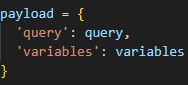 payload = {
  'query': query,
  'variables': variables
}